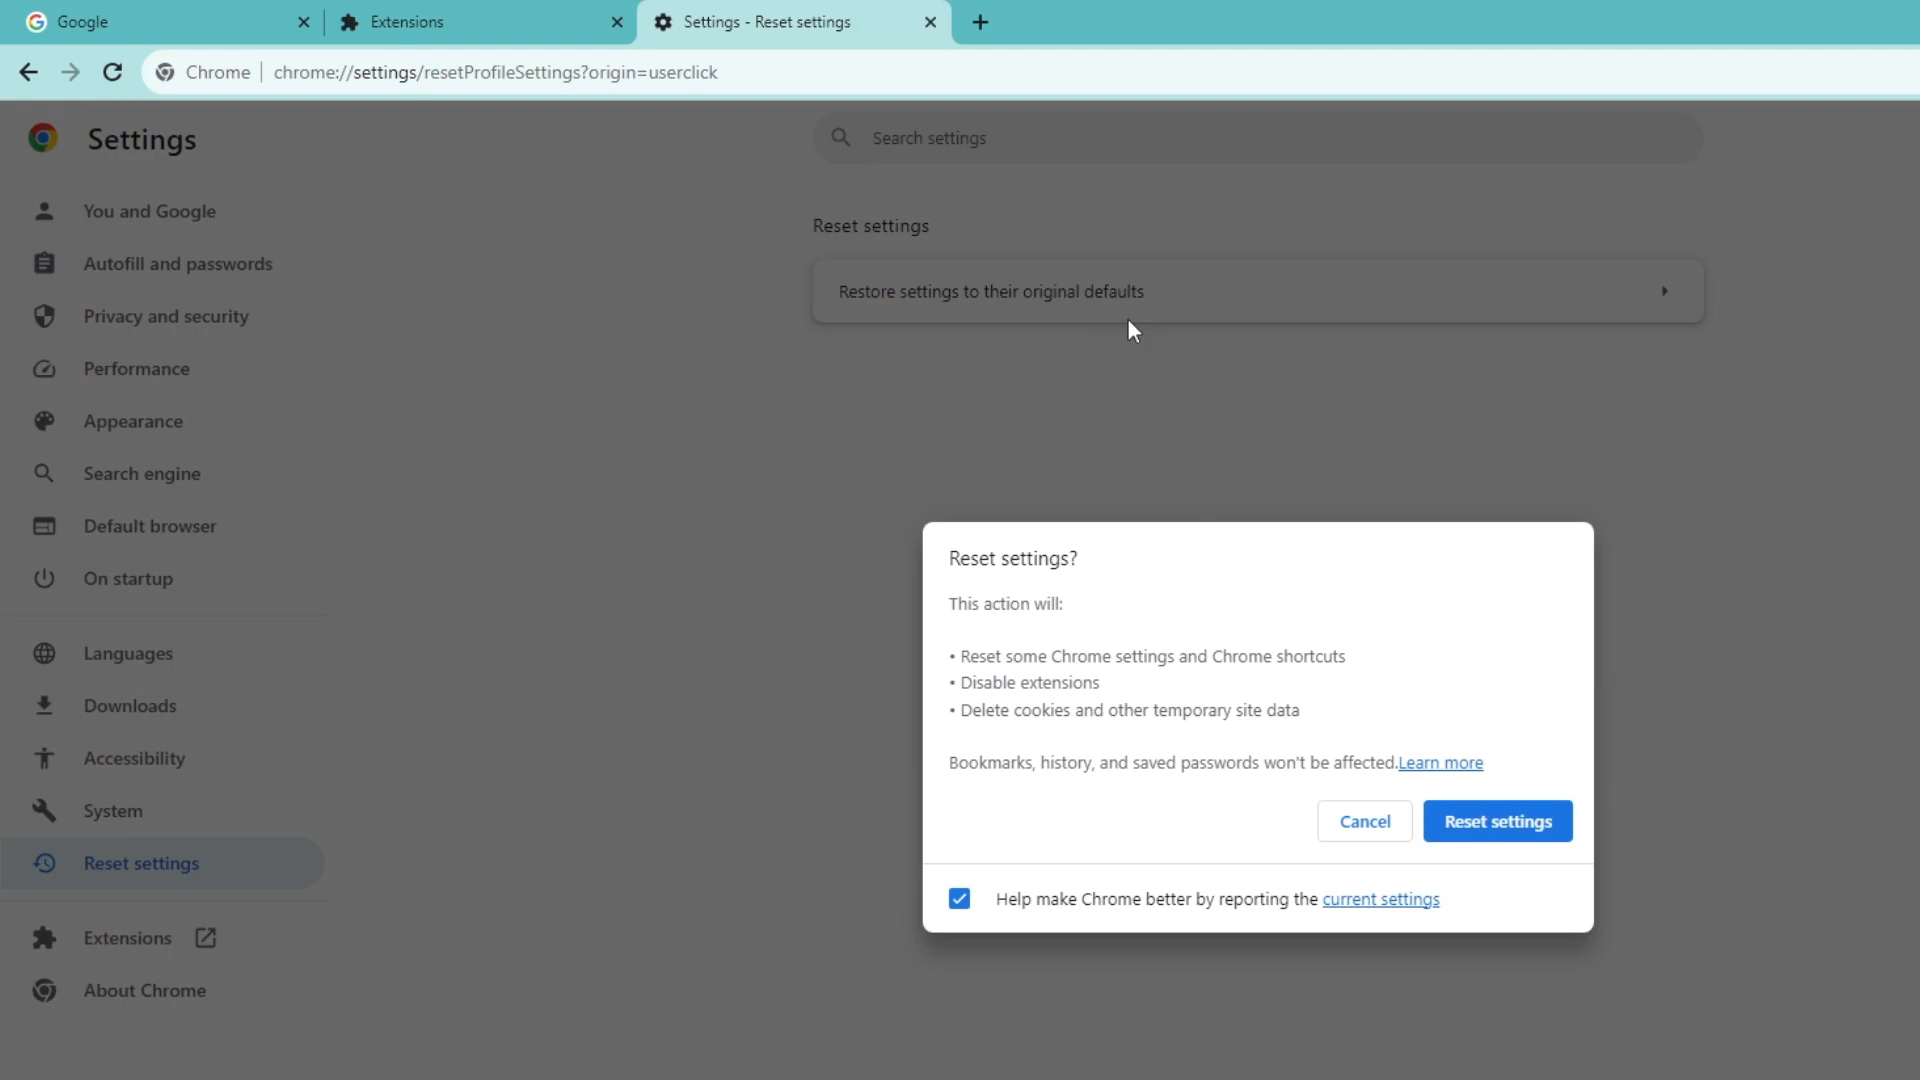 Google
Extensions
Settings - Reset settings
Chrome
chrome://settings/resetProfileSettings?origin=userclick
Settings
Search settings
You and Google
Autofill and passwords
Privacy and security
Performance
Appearance
Search engine
Default browser
On startup
Languages
Downloads
Accessibility
System
Reset settings
Extensions
About Chrome
Reset settings
Restore settings to their original defaults
Reset settings?
This action will:
• Reset some Chrome settings and Chrome shortcuts
• Disable extensions
• Delete cookies and other temporary site data
Bookmarks, history, and saved passwords won't be affected.Learn more
Cancel
Reset settings
Help make Chrome better by reporting the current settings